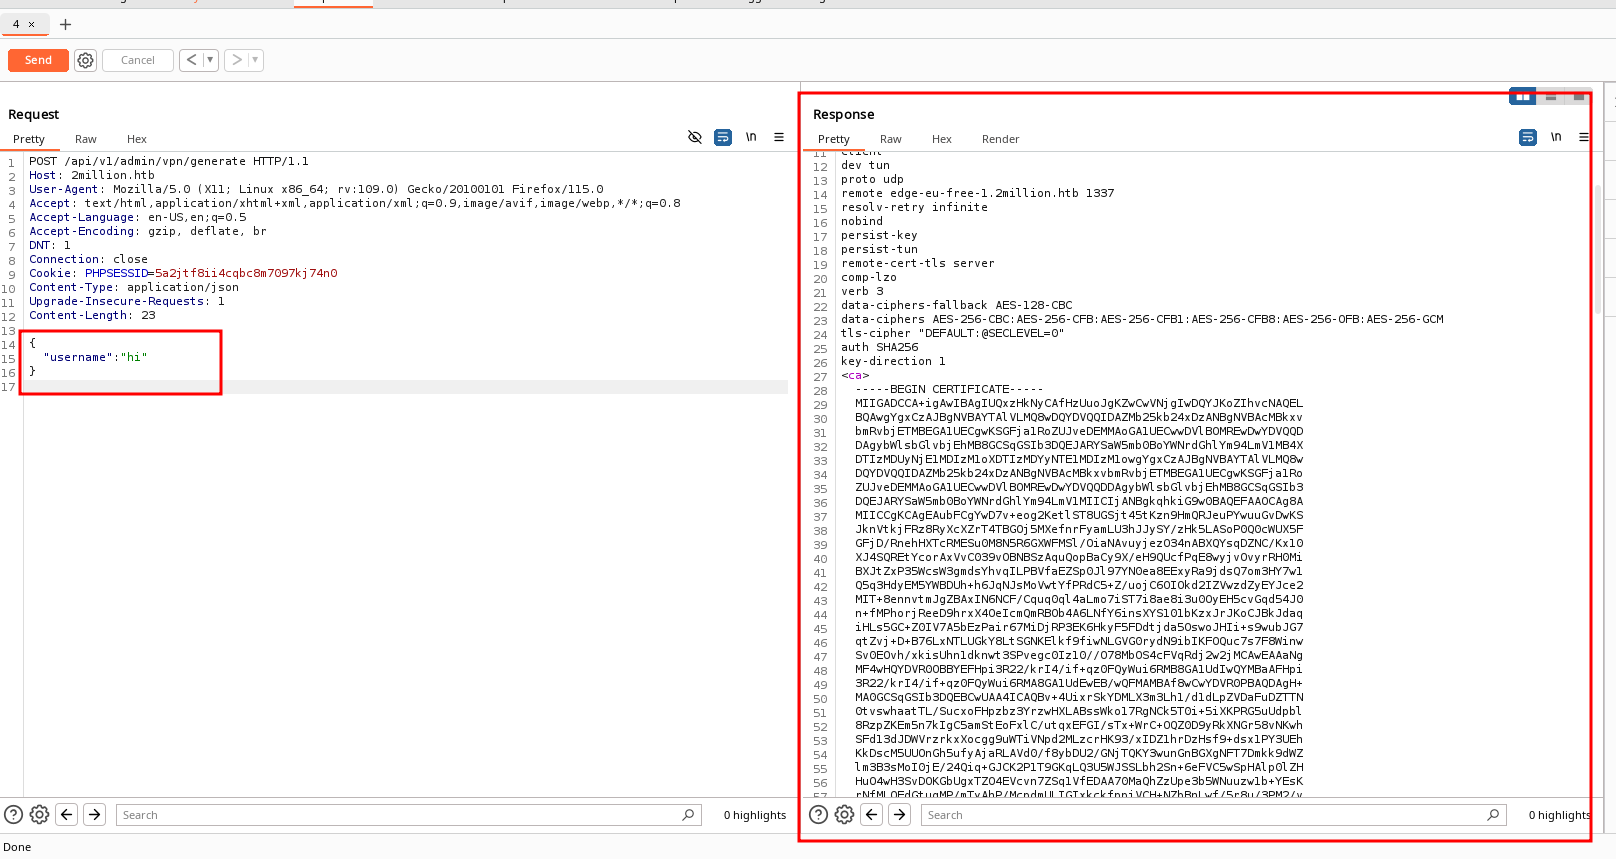 4 ×
+
Send
Cancel
Request
Pretty Raw Hex
\n
1 POST /api/v1/admin/vpn/generate HTTP/1.1
2 Host: 2million.htb
3 User-Agent: Mozilla/5.0 (X11; Linux x86_64; rv:109.0) Gecko/20100101 Firefox/115.0
4 Accept: text/html,application/xhtml+xml,application/xml;q=0.9,image/avif,image/webp,*/*;q=0.8
5 Accept-Language: en-US,en;q=0.5
6 Accept-Encoding: gzip, deflate, br
7 DNT: 1
8 Connection: close
9 Cookie: PHPSESSID=5a2jtf8ii4cqbc8m7097kj74n0
10 Content-Type: application/json
11 Upgrade-Insecure-Requests: 1
12 Content-Length: 23
13
14 {
15 "username":"hi"
16 }
17
Search
0 highlights
Response
Pretty Raw Hex Render
\n
11 client
12 dev tun
13 proto udp
14 remote edge-eu-free-1.2million.htb 1337
15 resolv-retry infinite
16 nobind
17 persist-key
18 persist-tun
19 remote-cert-tls server
20 comp-lzo
21 verb 3
22 data-ciphers-fallback AES-128-CBC
23 data-ciphers AES-256-CBC:AES-256-CFB:AES-256-CFB1:AES-256-CFB8:AES-256-OFB:AES-256-GCM
24 tls-cipher "DEFAULT:@SECLEVEL=0"
25 auth SHA256
26 key-direction 1
27 <ca>
28 -----BEGIN CERTIFICATE-----
29 MIIGADCCA+igAwIBAgIUQxzHkNyCAfHzUuoJgKZwCwVNjgIwDQYJKoZIhvcNAQEL
30 BQAwgYgxCzAJBgNVBAYTAlVLMQ8wDQYDVQQIDAZMb25kb24xDzANBgNVBAcMBkxv
31 bmRvbjETMBEGA1UECgwKSGFja1RoZUJveDEMMAoGA1UECwwDVlBOMREwDwYDVQQD
32 DAgybWlsbGlvbjEhMB8GCSqGSIb3DQEJARYSaW5mb0BoYWNrdGhlYm94LmV1MB4X
33 DTIzMDUyNjE1MDIzM1oXDTIzMDYyNTE1MDIzM1owgYgxCzAJBgNVBAYTAlVLMQ8w
34 DQYDVQQIDAZMb25kb24xDzANBgNVBAcMBkxvbmRvbjETMBEGA1UECgwKSGFja1Ro
35 ZUJveDEMMAoGA1UECwwDVlBOMREwDwYDVQQDDAgybWlsbGlvbjEhMB8GCSqGSIb3
36 DQEJARYSaW5mb0BoYWNrdGhlYm94LmV1MIICIjANBgkqhkiG9w0BAQEFAAOCAg8A
37 MIICCgKCAgEAubFCgYwD7v+eog2KetlST8UGSjt45tKzn9HmQRJeuPYwuuGvDwKS
38 JknVtkjFRz8RyXcXZrT4TBGOj5MXefnrFyamLU3hJJySY/zHk5LASoP0Q0cWUX5F
39 GFjD/RnehHXTcRMESu0M8N5R6GXWFMSl/OiaNAvuyjezO34nABXQYsqDZNC/Kx10
40 XJ4SQREtYcorAxVvC039vOBNBSzAquQopBaCy9X/eH9QUcfPqE8wyjvOvyrRH0Mi
41 BXJtZxP35WcsW3gmdsYhvqILPBVfaEZSp0Jl97YN0ea8EExyRa9jdsQ7om3HY7w1
42 Q5q3HdyEM5YWBDUh+h6JqNJsMoVwtYfPRdC5+Z/uojC6OIOkd2IZVwzdZyEYJce2
43 MIT+8ennvtmJgZBAxIN6NCF/Cquq0ql4aLmo7iST7i8ae8i3u0OyEH5cvGqd54J0
44 n+fMPhorjReeD9hrxX4OeIcmQmRBOb4A6LNfY6insXYS101bKzxJrJKoCJBkJdaq
45 iHLs5GC+Z0IV7A5bEzPair67MiDjRP3EK6HkyF5FDdtjda5OswoJHIi+s9wubJG7
46 qtZvj+D+B76LxNTLUGkY8LtSGNKElkf9fiwNLGVG0rydN9ibIKFOQuc7s7F8Winw
47 Sv0EOvh/xkisUhn1dknwt3SPvegc0Iz10//O78MbOS4cFVqRdj2w2jMCAwEAAaNg
48 MF4wHQYDVR0OBBYEFHpi3R22/krI4/if+qz0FQyWui6RMB8GA1UdIwQYMBaAFHpi
49 3R22/krI4/if+qz0FQyWui6RMA8GA1UdEwEB/wQFMAMBAf8wCwYDVR0PBAQDAgH+
50 MA0GCSqGSIb3DQEBCwUAA4ICAQBv+4UixrSkYDMLX3m3Lh1/d1dLpZVDaFuDZTTN
51 0tvswhaatTL/SucxoFHpzbz3YrzwHXLABssWko17RgNCk5T0i+5iXKPRG5uUdpbl
52 8RzpZKEm5n7kIgC5amStEoFxlC/utqxEFGI/sTx+WrC+OQZ0D9yRkXNGr58vNKwh
53 SFd13dJDWVrzrkxXocgg9uWTiVNpd2MLzcrHK93/xIDZ1hrDzHsf9+dsx1PY3UEh
54 KkDscM5UUOnGh5ufyAjaRLAVd0/f8ybDU2/GNjTQKY3wunGnBGXgNFT7Dmkk9dWZ
55 lm3B3sMoI0jE/24Qiq+GJCK2P1T9GKqLQ3U5WJSSLbh2Sn+6eFVC5wSpHAlp0lZH
56 HuO4wH3SvDOKGbUgxTZO4EVcvn7ZSq1VfEDAA70MaQhZzUpe3b5WNuuzw1b+YEsK
57
Search
0 highlights
Done